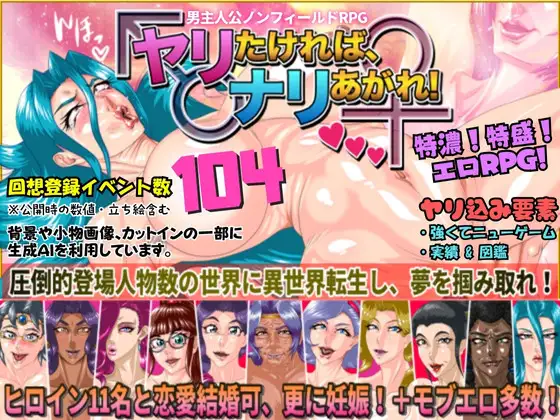 んほっ
男主人公ノンフィールドRPG
「ヤりたければ、
ナりあがれ!
特濃!特盛!
エロRPG!
104
回想登録イベント数
※公開時の数値・立ち絵含む
背景や小物画像、カットインの一部に
生成AIを利用しています。
ヤリ込み要素
・強くてニューゲーム
・実績 & 図鑑
圧倒的登場人物数の世界に異世界転生し、夢を掴み取れ!
ヒロイン11名と恋愛結婚可、更に妊娠!+モブエロ多数!